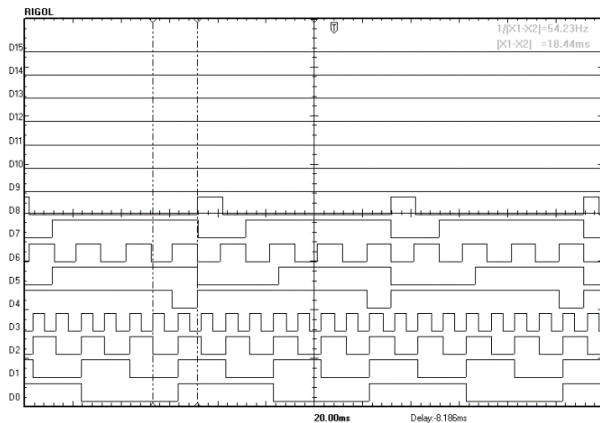 RIGOL
1/|X1-X2|=54.23Hz
|X1-X2| =18.44ms
T
D15
D14
D13
D12
D11
D10
D9
D8
D7
D6
D5
D4
D3
D2
D1
D0
20.00ms Delay:-8.186ms